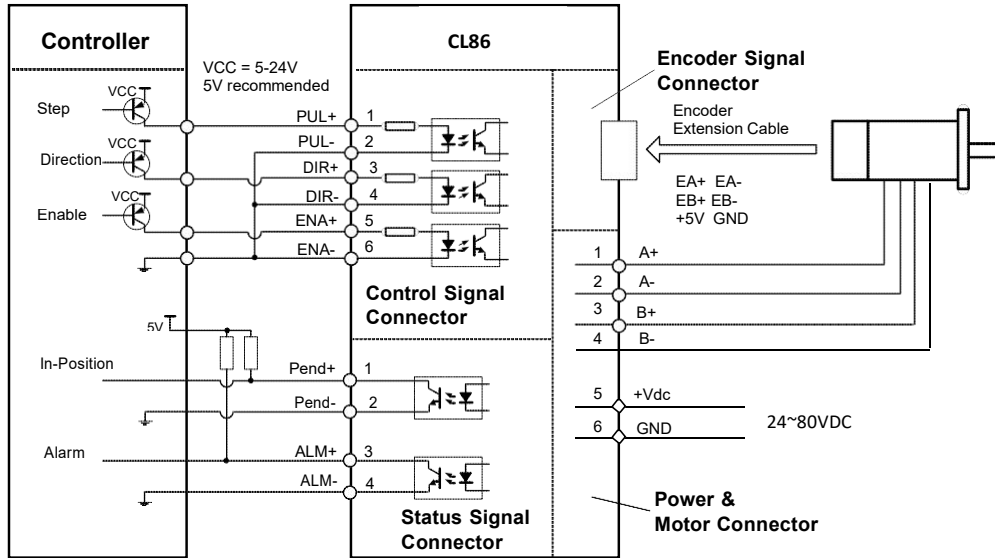 Controller
CL86
VCC = 5-24V
5V recommended
Encoder Signal
Connector
Step
VCC
PUL+
1
PUL-
2
Direction
VCC
DIR+
3
DIR-
4
Enable
VCC
ENA+
5
ENA-
6
Control Signal
Connector
Encoder
Extension Cable
EA+ EA-
EB+ EB-
+5V GND
1
A+
2
A-
3
B+
4
B-
5V
In-Position
Pend+
1
Pend-
2
Alarm
ALM+
3
ALM-
4
Status Signal
Connector
5
+Vdc
6
GND
24~80VDC
Power &
Motor Connector